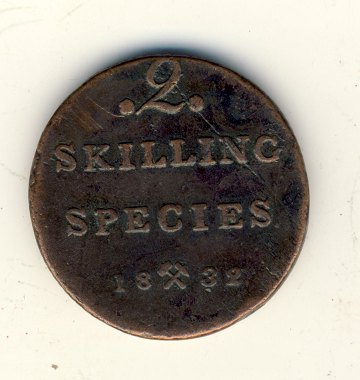 .2.
SKILLING
SPECIES
18 ⚒ 32